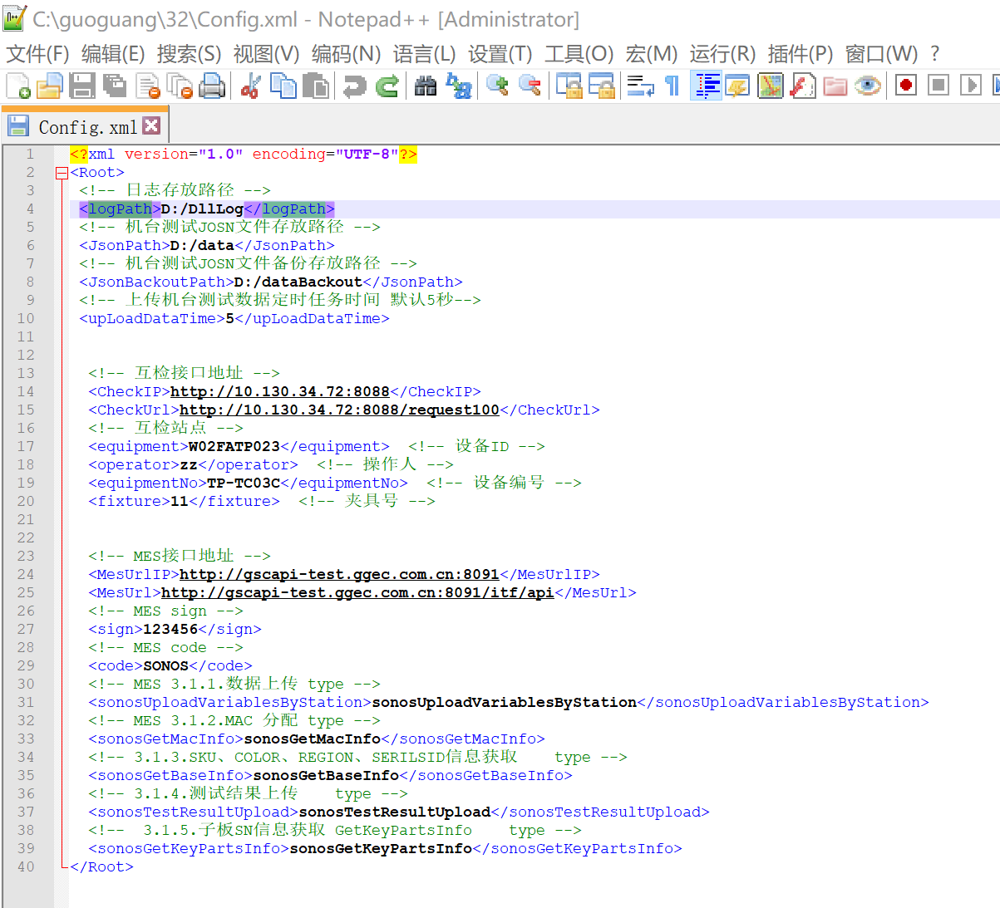 C:\guoguang\32\Config.xml - Notepad++ [Administrator]
文件(F) 编辑(E) 搜索(S) 视图(V) 编码(N) 语言(L) 设置(T) 工具(O) 宏(M) 运行(R) 插件(P) 窗口(W) ?
Config.xml
1 <?xml version="1.0" encoding="UTF-8"?>
2 <Root>
3 <!-- 日志存放路径 -->
4 <logPath>D:/DllLog</logPath>
5 <!-- 机台测试JOSN文件存放路径 -->
6 <JsonPath>D:/data</JsonPath>
7 <!-- 机台测试JOSN文件备份存放路径 -->
8 <JsonBackoutPath>D:/dataBackout</JsonPath>
9 <!-- 上传机台测试数据定时任务时间 默认5秒-->
10 <upLoadDataTime>5</upLoadDataTime>
11
12
13 <!-- 互检接口地址 -->
14 <CheckIP>http://10.130.34.72:8088</CheckIP>
15 <CheckUrl>http://10.130.34.72:8088/request100</CheckUrl>
16 <!-- 互检站点 -->
17 <equipment>W02FATP023</equipment> <!-- 设备ID -->
18 <operator>zz</operator> <!-- 操作人 -->
19 <equipmentNo>TP-TC03C</equipmentNo> <!-- 设备编号 -->
20 <fixture>11</fixture> <!-- 夹具号 -->
21
22
23 <!-- MES接口地址 -->
24 <MesUrlIP>http://gscapi-test.ggec.com.cn:8091</MesUrlIP>
25 <MesUrl>http://gscapi-test.ggec.com.cn:8091/itf/api</MesUrl>
26 <!-- MES sign -->
27 <sign>123456</sign>
28 <!-- MES code -->
29 <code>SONOS</code>
30 <!-- MES 3.1.1.数据上传 type -->
31 <sonosUploadVariablesByStation>sonosUploadVariablesByStation</sonosUploadVariablesByStation>
32 <!-- MES 3.1.2.MAC 分配 type -->
33 <sonosGetMacInfo>sonosGetMacInfo</sonosGetMacInfo>
34 <!-- 3.1.3.SKU、COLOR、REGION、SERILSID信息获取 type -->
35 <sonosGetBaseInfo>sonosGetBaseInfo</sonosGetBaseInfo>
36 <!-- 3.1.4.测试结果上传 type -->
37 <sonosTestResultUpload>sonosTestResultUpload</sonosTestResultUpload>
38 <!-- 3.1.5.子板SN信息获取 GetKeyPartsInfo type -->
39 <sonosGetKeyPartsInfo>sonosGetKeyPartsInfo</sonosGetKeyPartsInfo>
40 </Root>